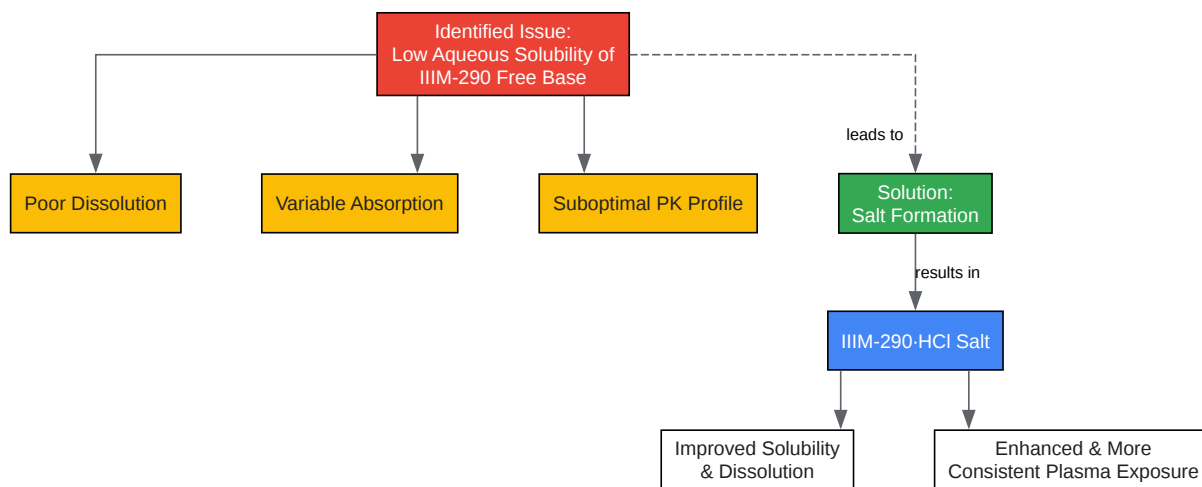 Identified Issue:
Low Aqueous Solubility of
IIIM-290 Free Base
leads to
Poor Dissolution
Variable Absorption
Suboptimal PK Profile
Solution:
Salt Formation
results in
IIIM-290·HCl Salt
Improved Solubility
& Dissolution
Enhanced & More
Consistent Plasma Exposure